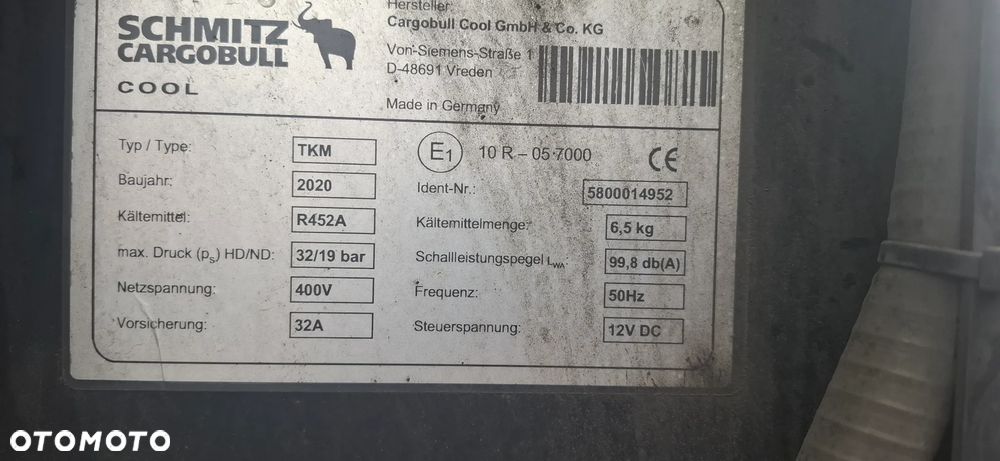 SCHMITZ
CARGOBULL
COOL
Hersteller:
Cargobull Cool GmbH & Co. KG
Von-Siemens-Straße 1
D-48691 Vreden
Made in Germany
Typ / Type: TKM
E1 10 R – 05 7000 CE
Baujahr: 2020
Ident-Nr.: 5800014952
Kältemittel: R452A
Kältemittelmenge: 6,5 kg
max. Druck (ps) HD/ND: 32/19 bar
Schallleistungspegel LWA: 99,8 db(A)
Netzspannung: 400V
Frequenz: 50Hz
Vorsicherung: 32A
Steuerspannung: 12V DC
OTOMOTO